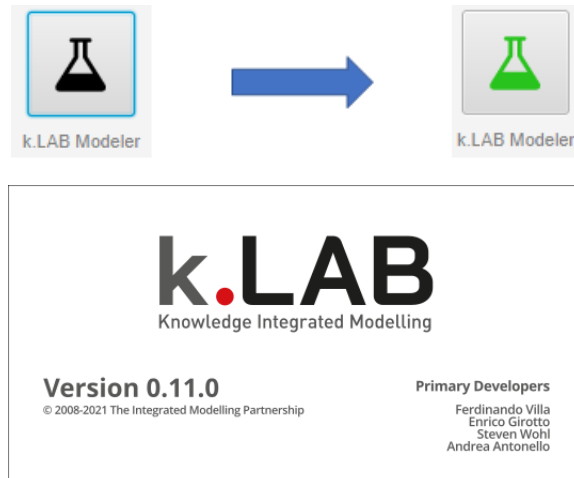 k.LAB Modeler
k.LAB Modeler
k.LAB
Knowledge Integrated Modelling
Version 0.11.0
© 2008-2021 The Integrated Modelling Partnership
Primary Developers
Ferdinando Villa
Enrico Girotto
Steven Wohl
Andrea Antonello